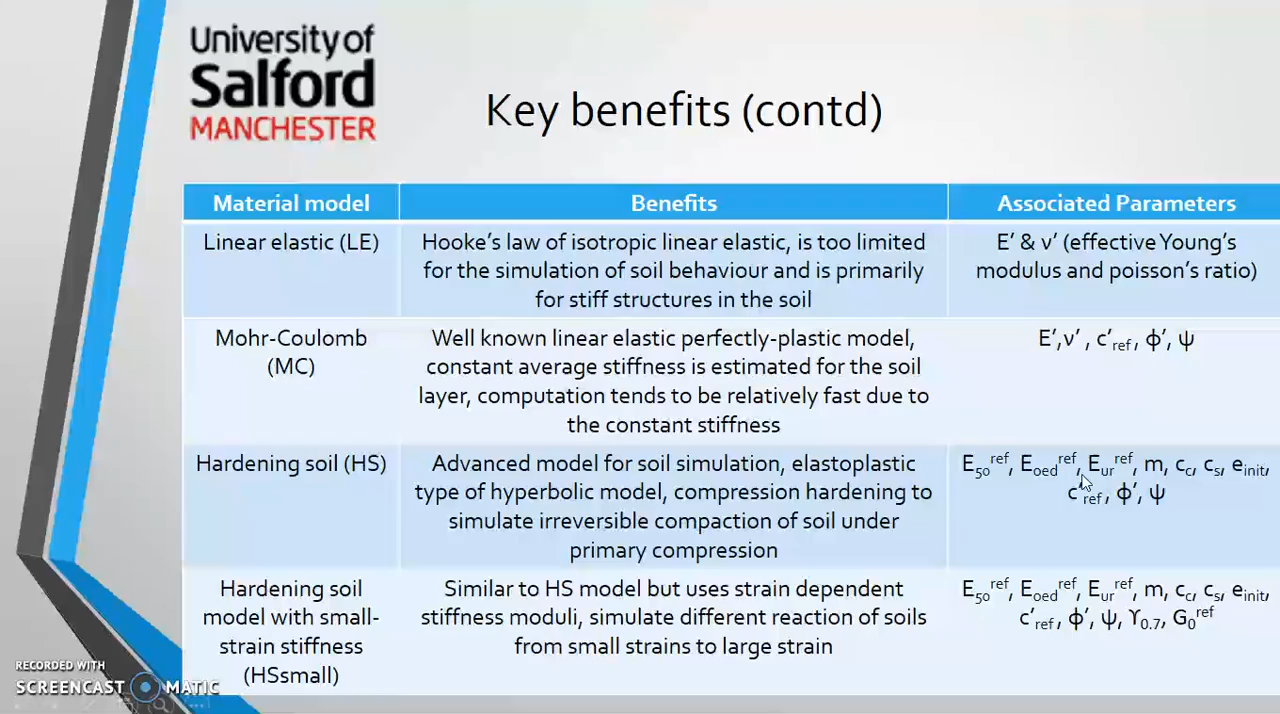 University of
Salford
MANCHESTER
Key benefits (contd)
Material model
Benefits
Associated Parameters
Linear elastic (LE)
Hooke's law of isotropic linear elastic, is too limited
for the simulation of soil behaviour and is primarily
for stiff structures in the soil
E' & ν' (effective Young's
modulus and poisson's ratio)
Mohr-Coulomb
(MC)
Well known linear elastic perfectly-plastic model,
constant average stiffness is estimated for the soil
layer, computation tends to be relatively fast due to
the constant stiffness
E',ν' , c'ref, ϕ', ψ
Hardening soil (HS)
Advanced model for soil simulation, elastoplastic
type of hyperbolic model, compression hardening to
simulate irreversible compaction of soil under
primary compression
E50ref, Eoedref, Eurref, m, cc, cs, einit,
c'ref, ϕ', ψ
Hardening soil
model with small-
strain stiffness
(HSsmall)
Similar to HS model but uses strain dependent
stiffness moduli, simulate different reaction of soils
from small strains to large strain
E50ref, Eoedref, Eurref, m, cc, cs, einit,
c'ref, ϕ', ψ, ϒ0.7, G0ref
RECORDED WITH
SCREENCAST MATIC